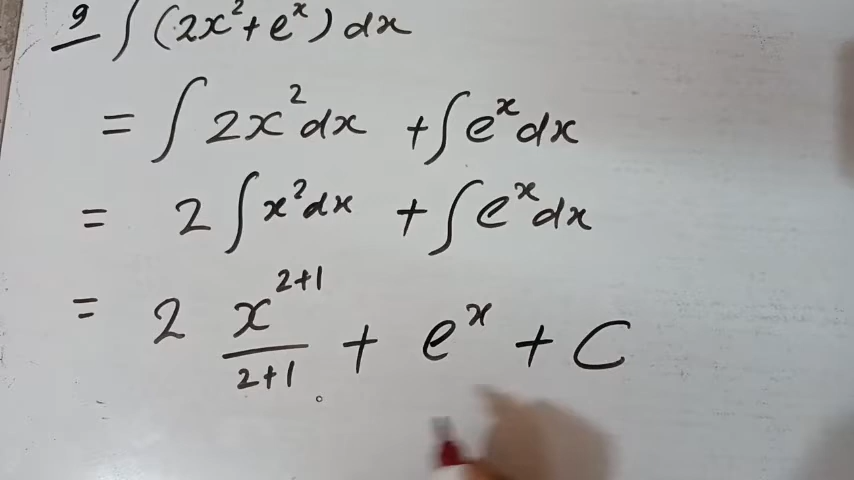 9 ∫(2x²+eˣ) dx
= ∫ 2x² dx + ∫ eˣ dx
= 2 ∫ x² dx + ∫ eˣ dx
= 2 x²⁺¹/2+1 + eˣ + C